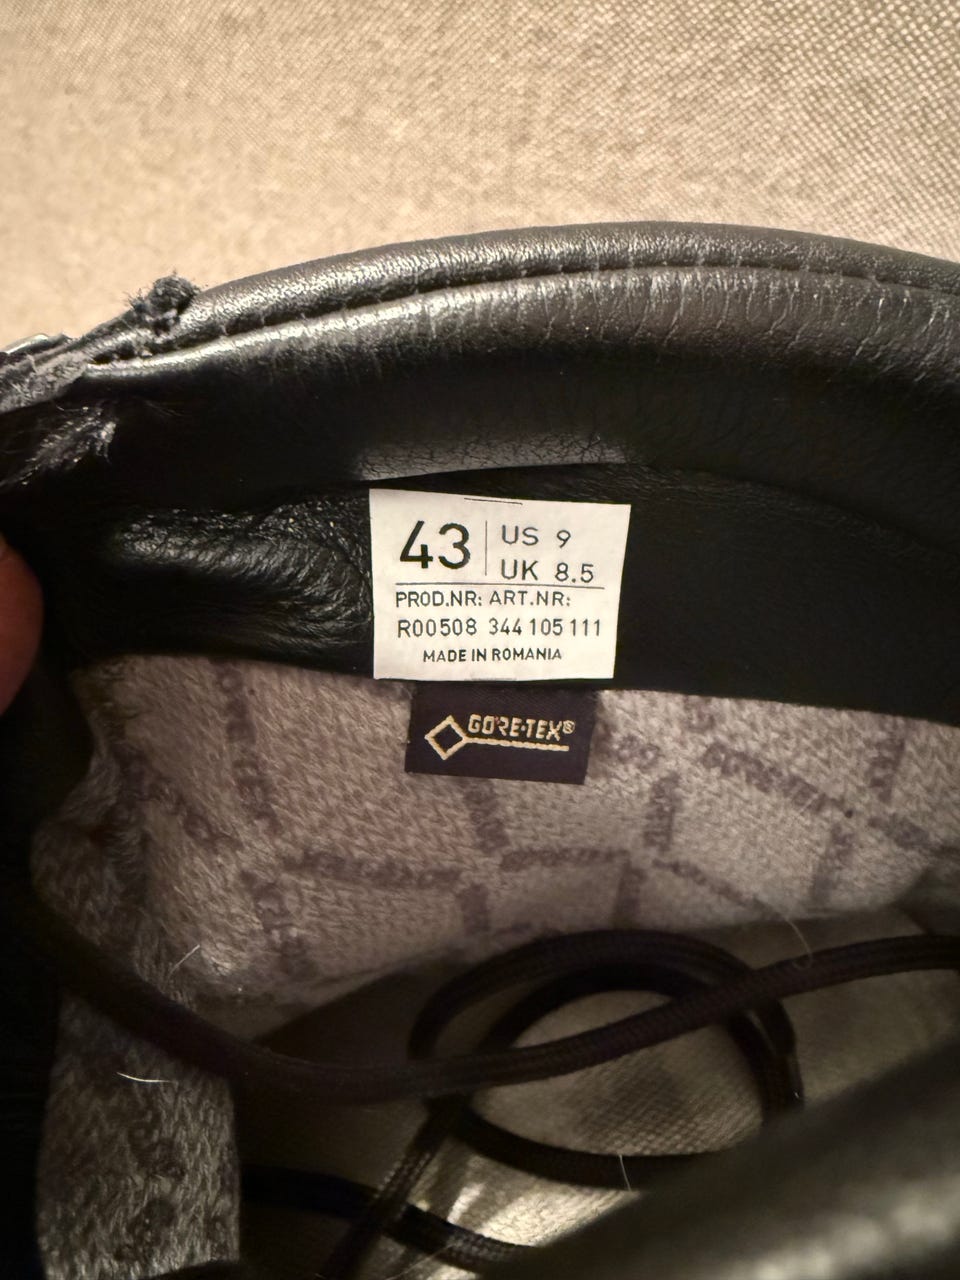 43
US 9
UK 8.5
PROD.NR: ART.NR:
R00508 344 105 111
MADE IN ROMANIA
GORE-TEX®